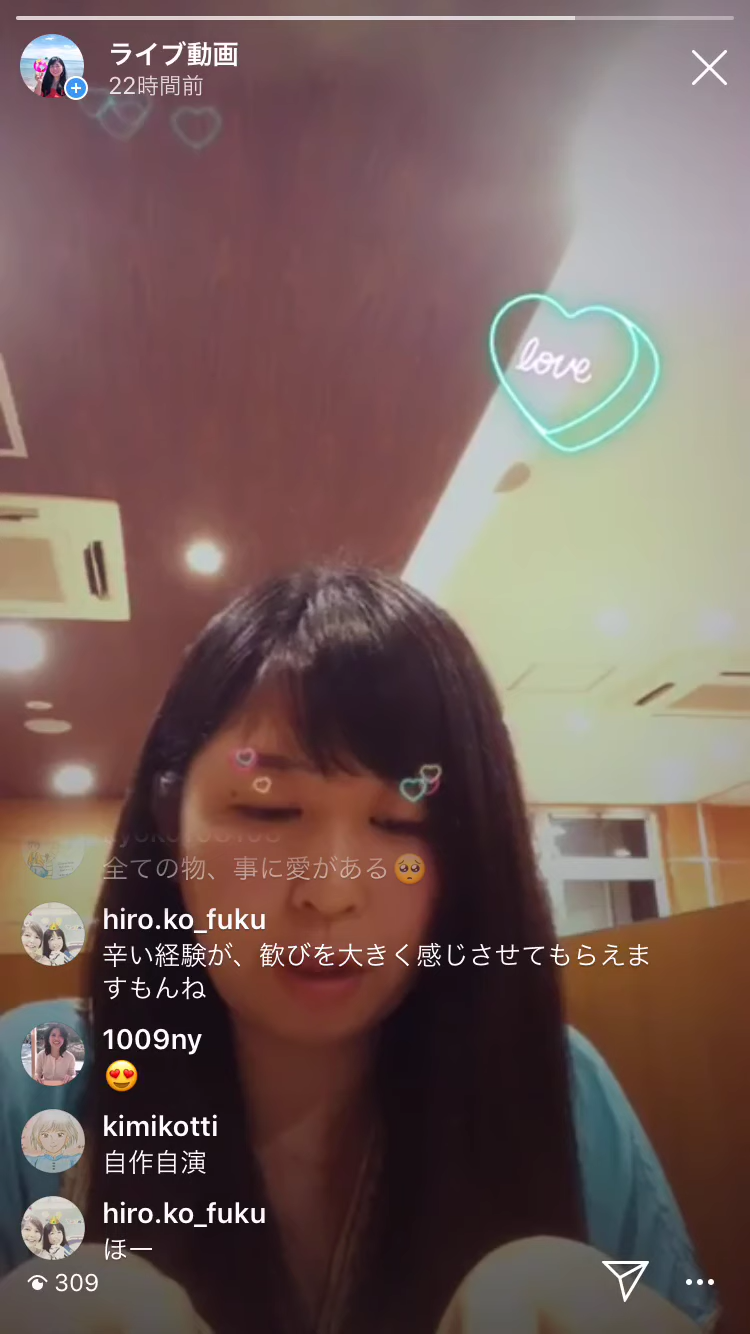 ライブ動画
22時間前
love
全ての物、事に愛がある🥺
hiro.ko_fuku
辛い経験が、歓びを大きく感じさせてもらえま
すもんね
1009ny
😍
kimikotti
自作自演
hiro.ko_fuku
ほー
309